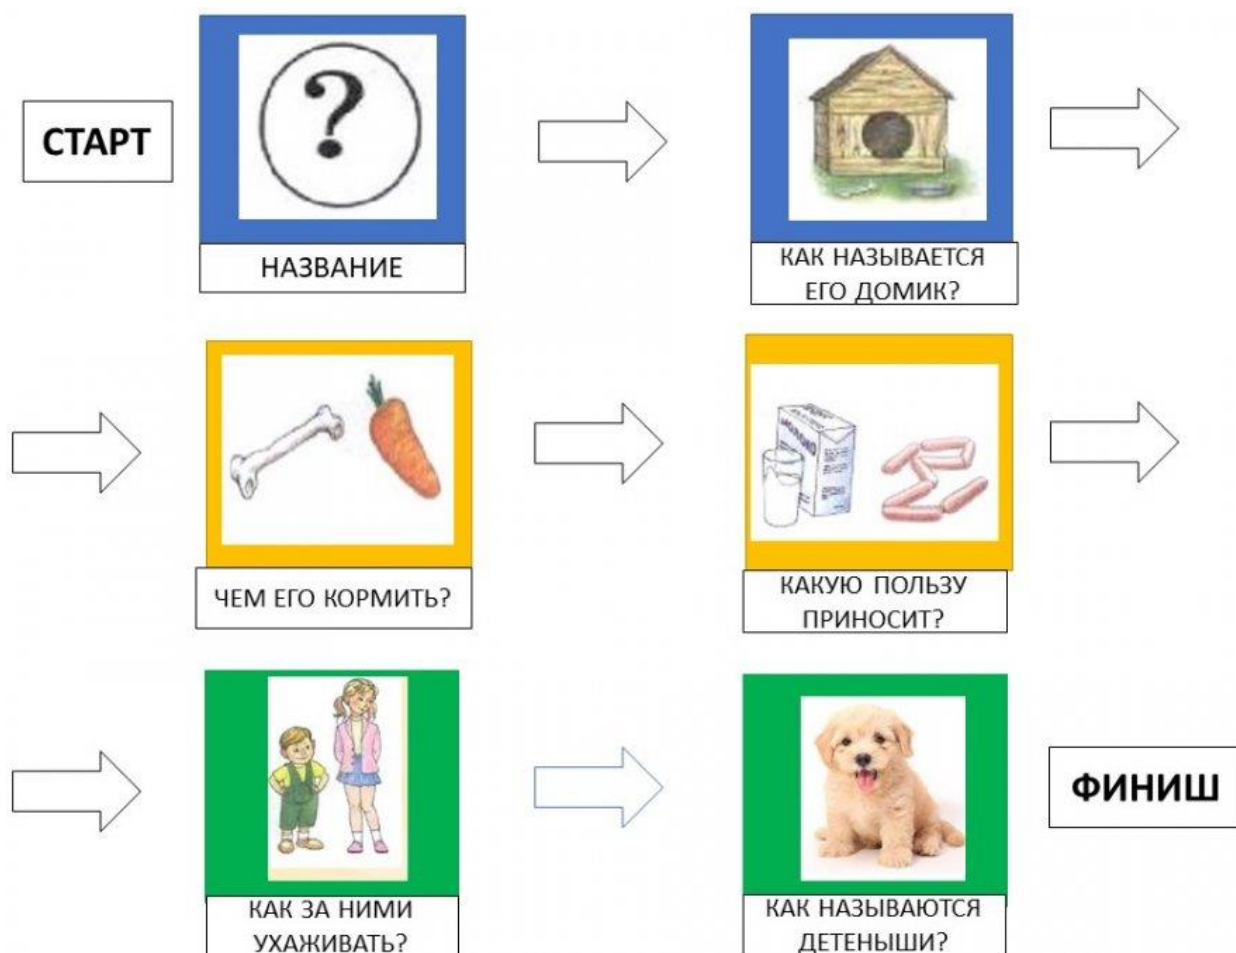 СТАРТ
НАЗВАНИЕ
КАК НАЗЫВАЕТСЯ
ЕГО ДОМИК?
ЧЕМ ЕГО КОРМИТЬ?
МОЛОКО
КАКУЮ ПОЛЬЗУ
ПРИНОСИТ?
КАК ЗА НИМИ
УХАЖИВАТЬ?
КАК НАЗЫВАЮТСЯ
ДЕТЕНЫШИ?
ФИНИШ